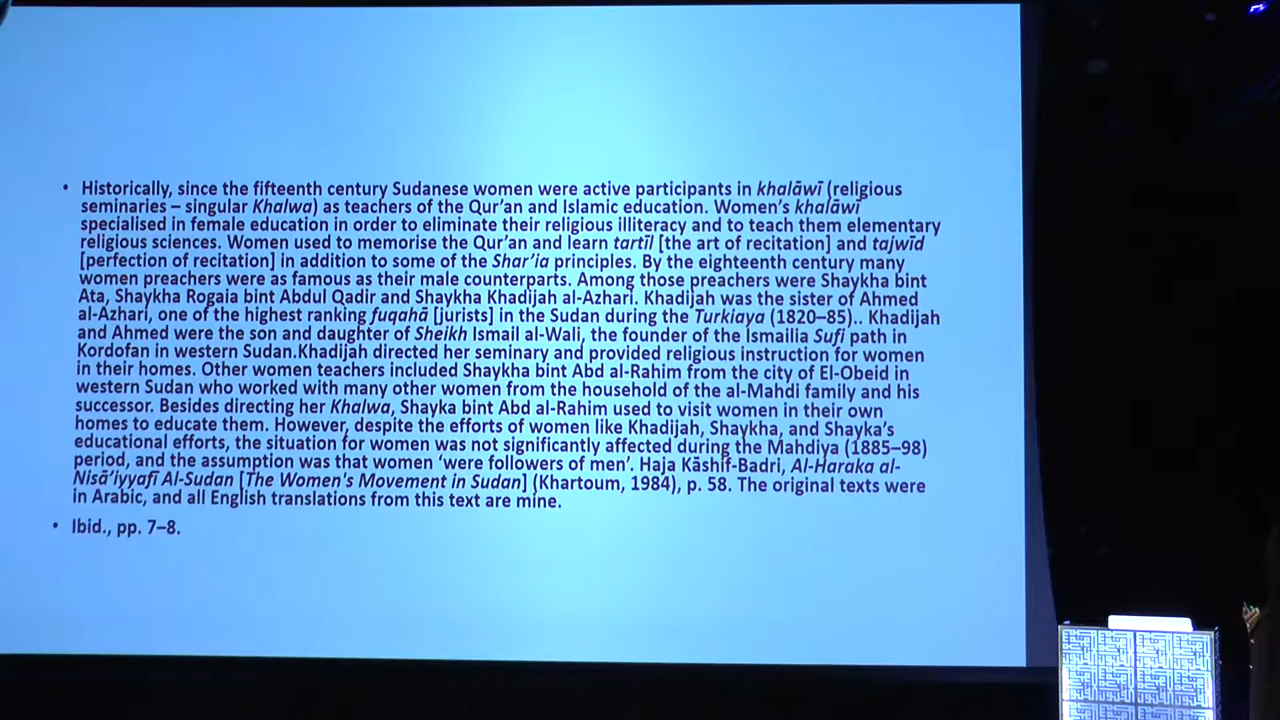 • Historically, since the fifteenth century Sudanese women were active participants in khalāwī (religious
seminaries – singular Khalwa) as teachers of the Qur'an and Islamic education. Women's khalāwī
specialised in female education in order to eliminate their religious illiteracy and to teach them elementary
religious sciences. Women used to memorise the Qur'an and learn tartīl [the art of recitation] and tajwīd
[perfection of recitation] in addition to some of the Shar'ia principles. By the eighteenth century many
women preachers were as famous as their male counterparts. Among those preachers were Shaykha bint
Ata, Shaykha Rogaia bint Abdul Qadir and Shaykha Khadijah al-Azhari. Khadijah was the sister of Ahmed
al-Azhari, one of the highest ranking fuqahā [jurists] in the Sudan during the Turkiaya (1820–85).. Khadijah
and Ahmed were the son and daughter of Sheikh Ismail al-Wali, the founder of the Ismailia Sufi path in
Kordofan in western Sudan.Khadijah directed her seminary and provided religious instruction for women
in their homes. Other women teachers included Shaykha bint Abd al-Rahim from the city of El-Obeid in
western Sudan who worked with many other women from the household of the al-Mahdi family and his
successor. Besides directing her Khalwa, Shayka bint Abd al-Rahim used to visit women in their own
homes to educate them. However, despite the efforts of women like Khadijah, Shaykha, and Shayka's
educational efforts, the situation for women was not significantly affected during the Mahdiya (1885–98)
period, and the assumption was that women 'were followers of men'. Haja Kāshif-Badri, Al-Haraka al-
Nisā'iyyafi Al-Sudan [The Women's Movement in Sudan] (Khartoum, 1984), p. 58. The original texts were
in Arabic, and all English translations from this text are mine.
• Ibid., pp. 7–8.